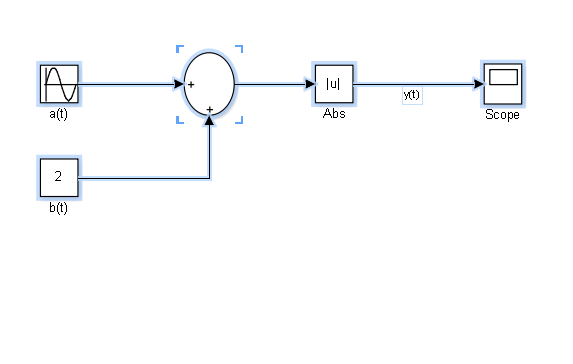 +
+
|u|
y(t)
a(t)
Abs
Scope
2
b(t)